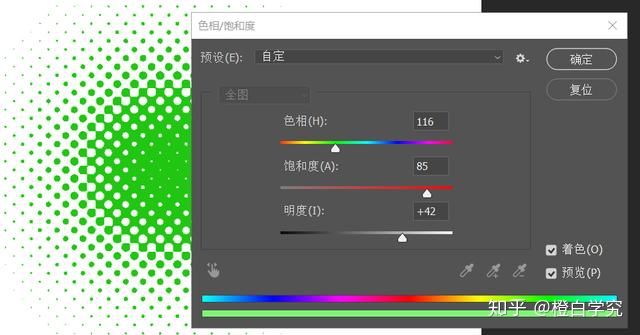 色相/饱和度
预设(E): 自定
确定
复位
全图
色相(H): 116
饱和度(A): 85
明度(I): +42
着色(O)
预览(P)
知乎 @橙白学究